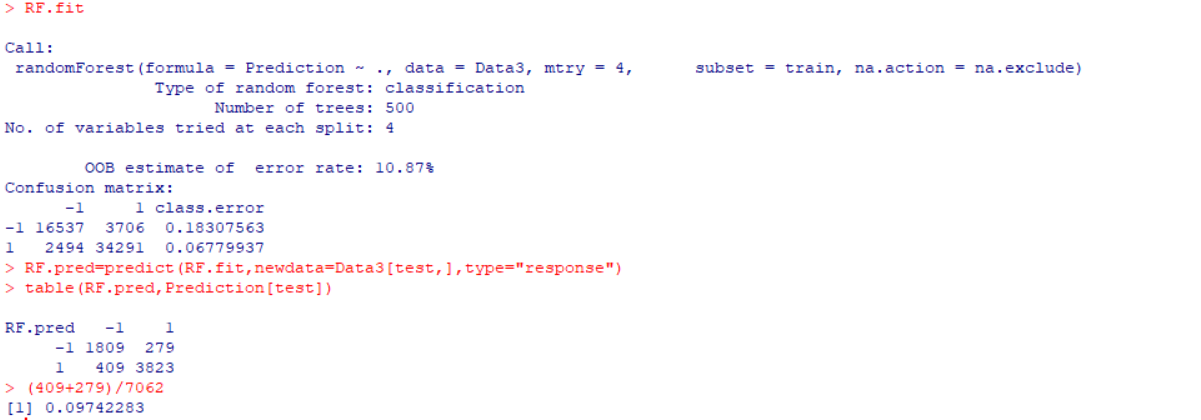 > RF.fit
Call:
randomForest(formula = Prediction ~ ., data = Data3, mtry = 4,      subset = train, na.action = na.exclude)
Type of random forest: classification
Number of trees: 500
No. of variables tried at each split: 4
OOB estimate of  error rate: 10.87%
Confusion matrix:
-1     1 class.error
-1 16537  3706  0.18307563
1   2494 34291  0.06779937
> RF.pred=predict(RF.fit,newdata=Data3[test,],type="response")
> table(RF.pred,Prediction[test])
RF.pred   -1    1
-1 1809  279
1   409 3823
> (409+279)/7062
[1] 0.09742283